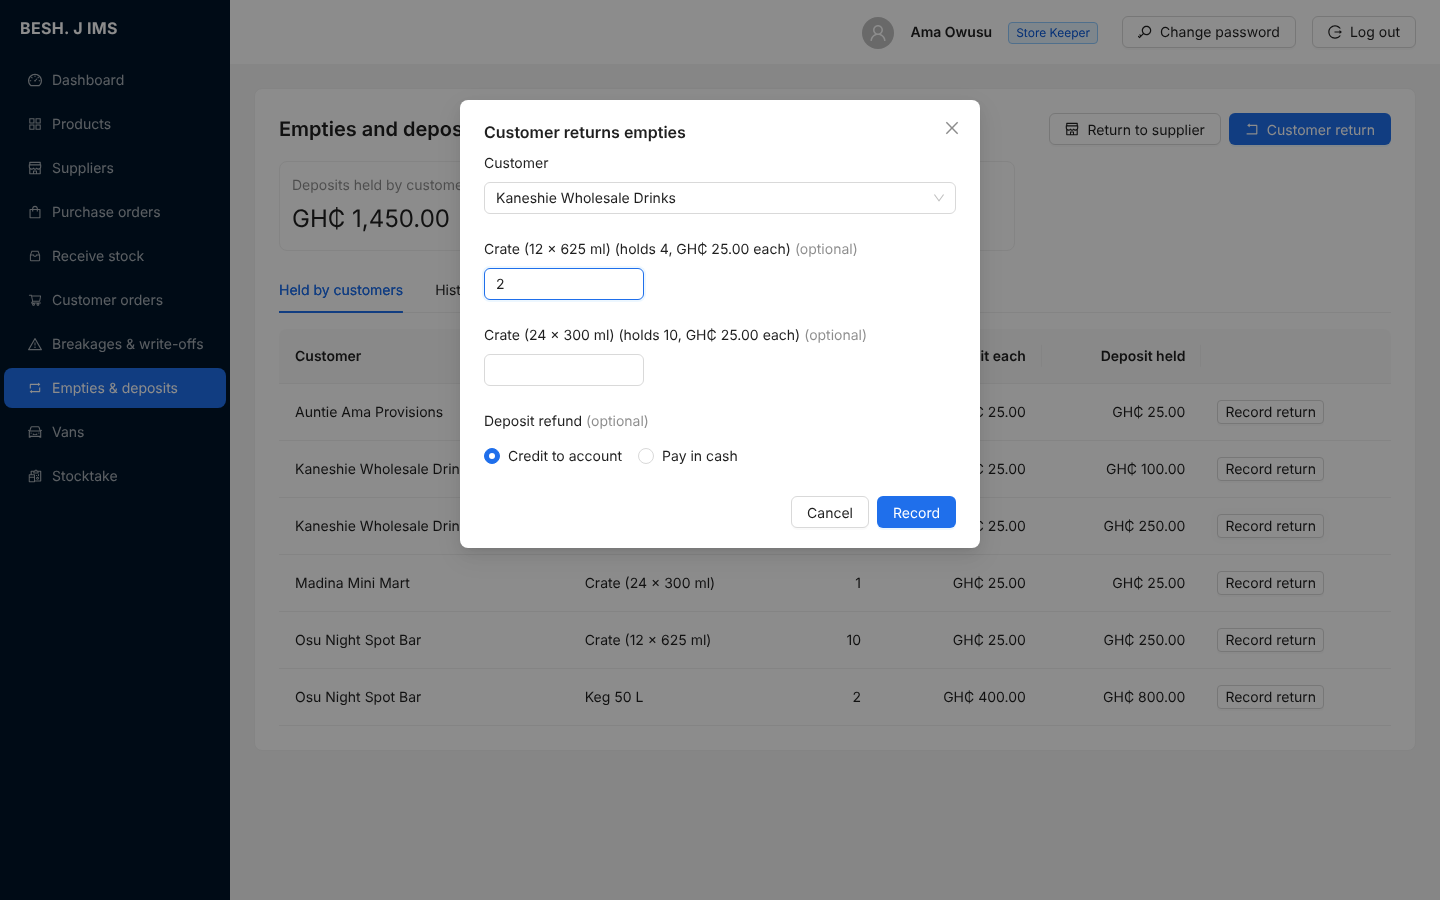 BESH. J IMS
Ama Owusu
Store Keeper
Change password
Log out
Dashboard
Products
Suppliers
Purchase orders
Receive stock
Customer orders
Breakages & write-offs
Empties & deposits
Vans
Stocktake
Empties and depos
Return to supplier
Customer return
Deposits held by custome
GH₵ 1,450.00
Held by customers
Hist
Customer returns empties
Customer
Kaneshie Wholesale Drinks
Crate (12 × 625 ml) (holds 4, GH₵ 25.00 each) (optional)
2
Crate (24 × 300 ml) (holds 10, GH₵ 25.00 each) (optional)
Deposit refund (optional)
Credit to account
Pay in cash
Cancel
Record
Customer it each Deposit held
Auntie Ama Provisions 25.00 GH₵ 25.00 Record return
Kaneshie Wholesale Drin 25.00 GH₵ 100.00 Record return
Kaneshie Wholesale Drin 25.00 GH₵ 250.00 Record return
Madina Mini Mart Crate (24 × 300 ml) 1 GH₵ 25.00 GH₵ 25.00 Record return
Osu Night Spot Bar Crate (12 × 625 ml) 10 GH₵ 25.00 GH₵ 250.00 Record return
Osu Night Spot Bar Keg 50 L 2 GH₵ 400.00 GH₵ 800.00 Record return